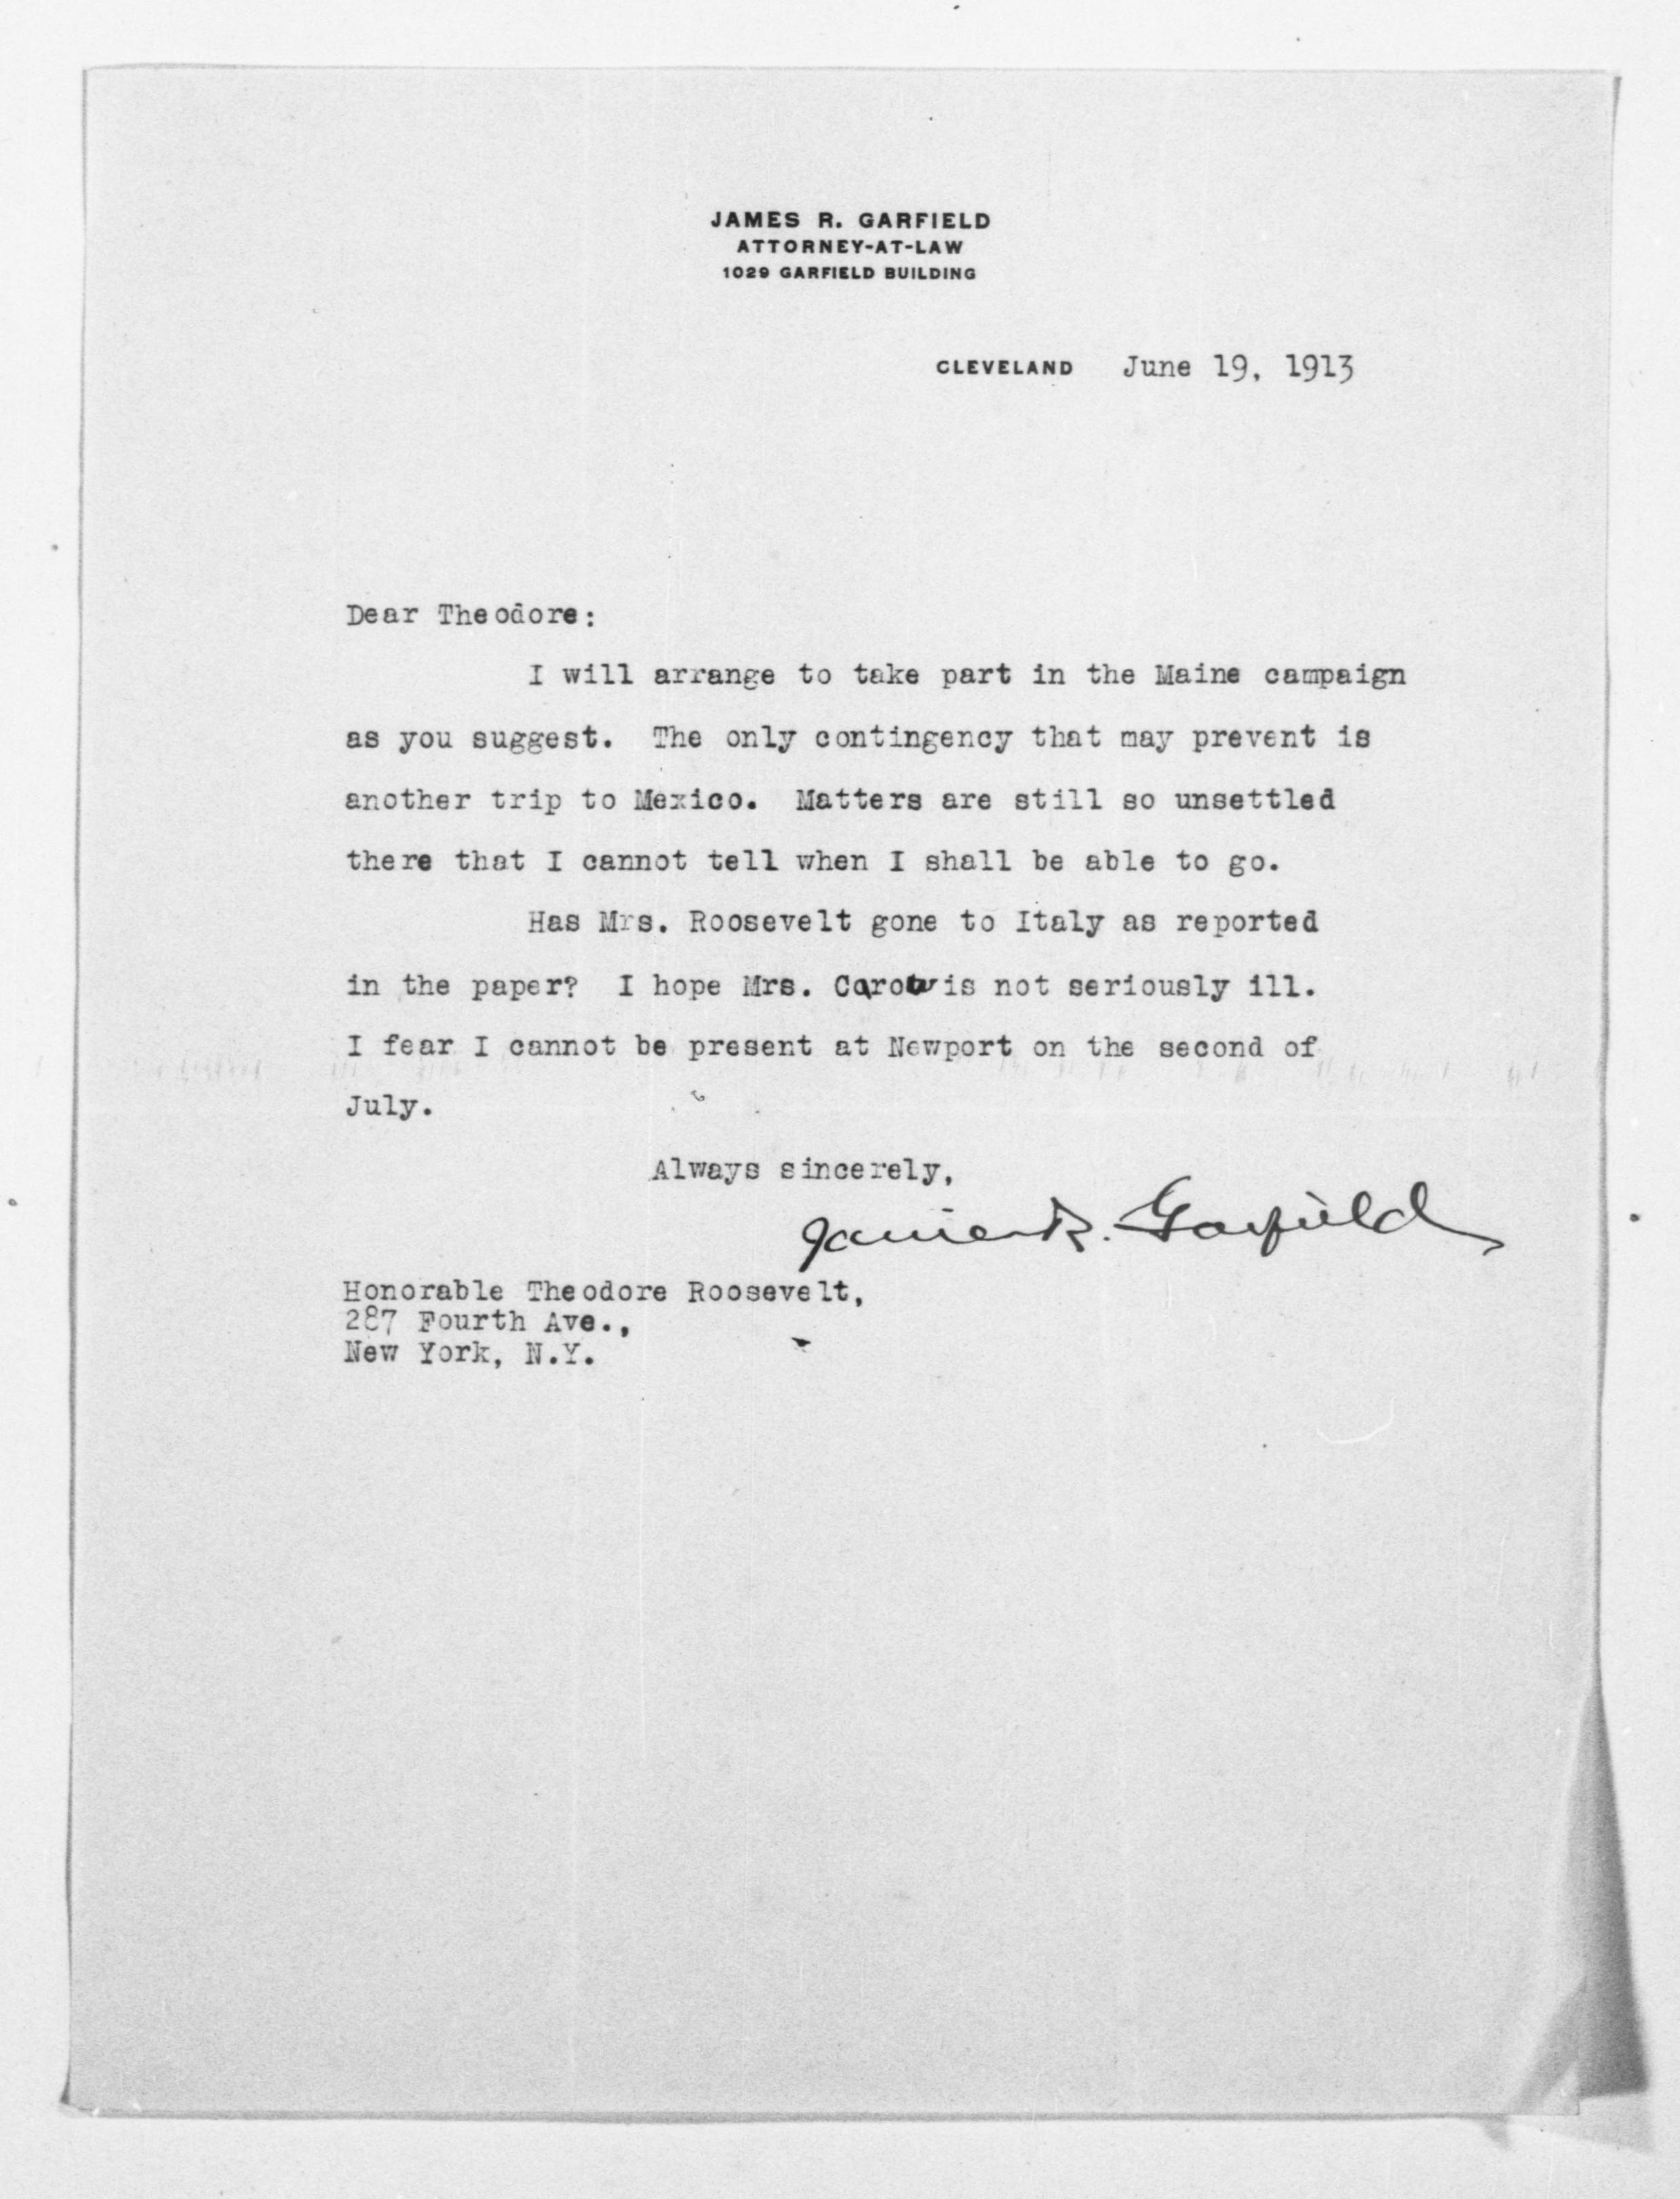 JAMES R. GARFIELD
ATTORNEY-AT-LAW
1029 GARFIELD BUILDING
CLEVELAND June 19, 1913
Dear Theodore:
I will arrange to take part in the Maine campaign
as you suggest. The only contingency that may prevent is
another trip to Mexico. Matters are still so unsettled
there that I cannot tell when I shall be able to go.
Has Mrs. Roosevelt gone to Italy as reported
in the paper? I hope Mrs. Carow is not seriously ill.
I fear I cannot be present at Newport on the second of
July.
Always sincerely,
James R. Garfield
Honorable Theodore Roosevelt,
287 Fourth Ave.,
New York, N.Y.